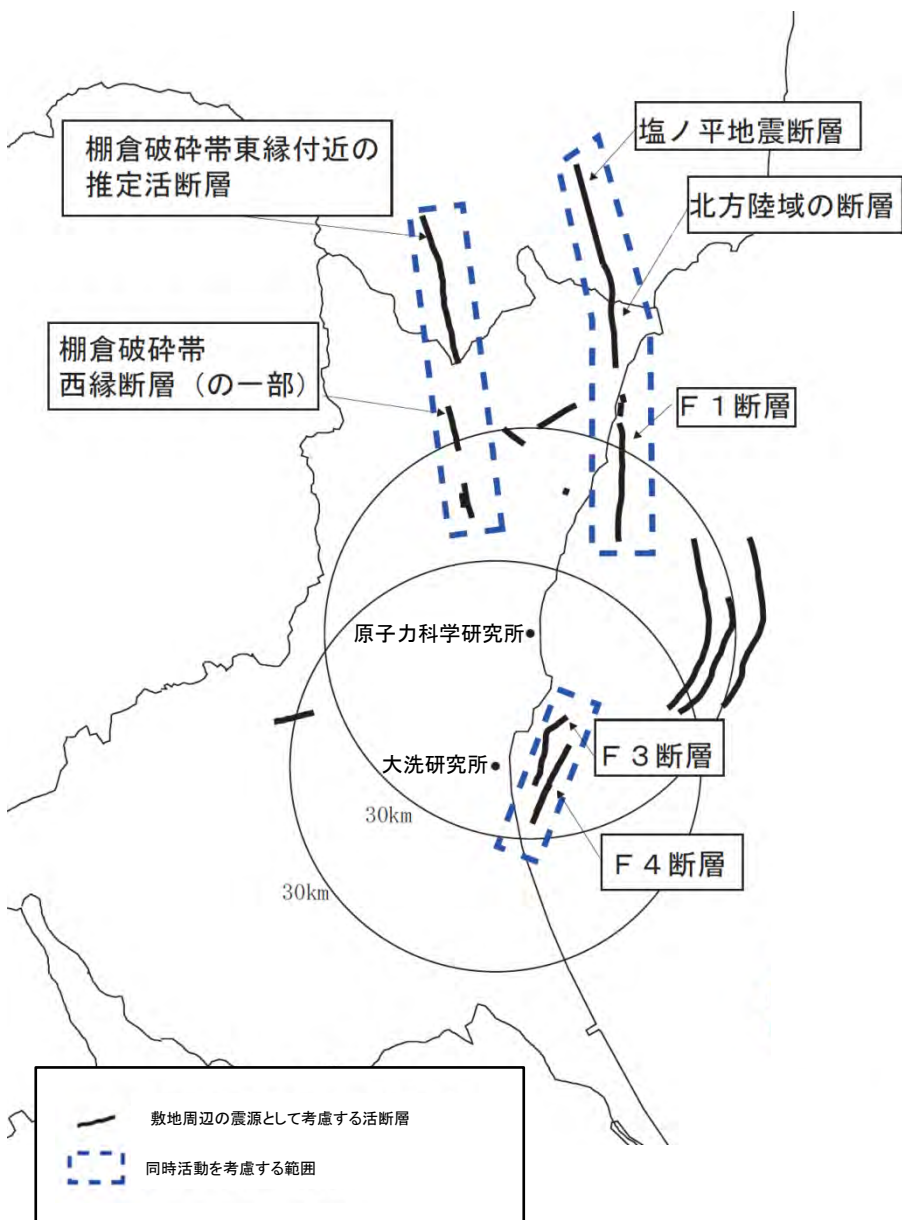 塩ノ平地震断層
棚倉破砕帯東縁付近の
推定活断層
北方陸域の断層
棚倉破砕帯
西縁断層（の一部）
Ｆ１断層
原子力科学研究所
Ｆ３断層
大洗研究所
30km
Ｆ４断層
30km
敷地周辺の震源として考慮する活断層
同時活動を考慮する範囲